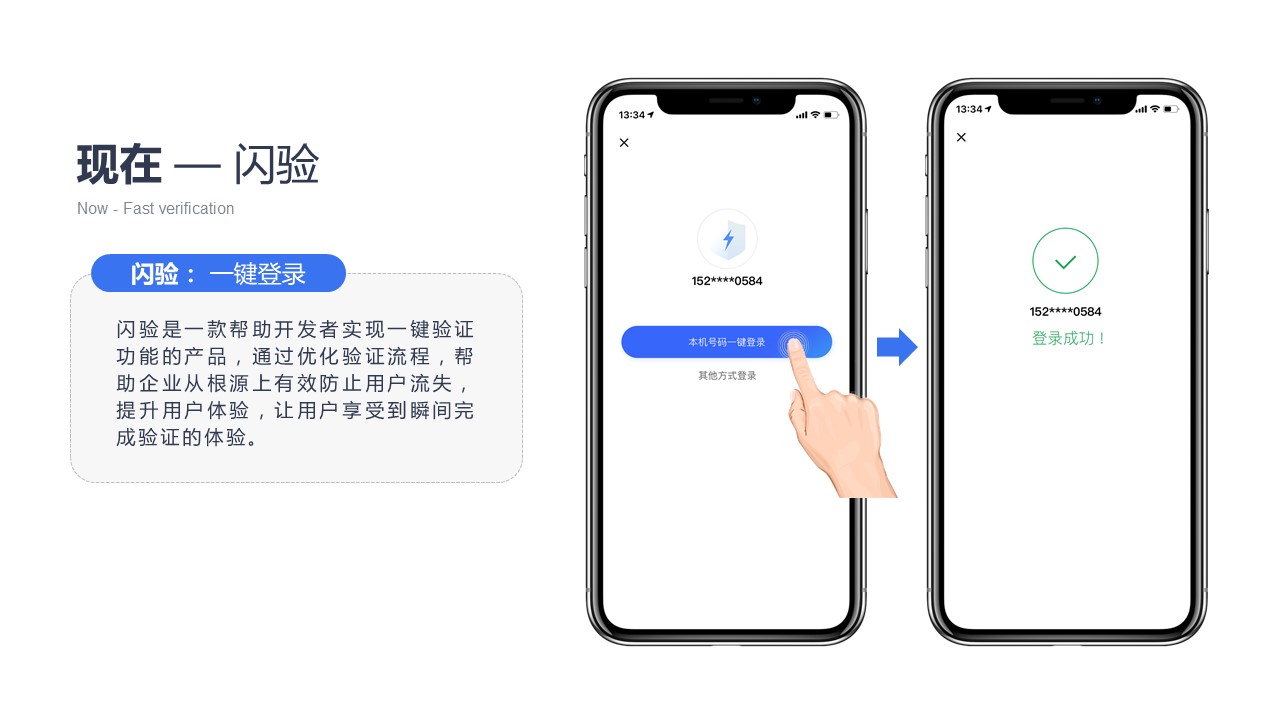 现在 — 闪验
Now - Fast verification
闪验： 一键登录
闪验是一款帮助开发者实现一键验证
功能的产品，通过优化验证流程，帮
助企业从根源上有效防止用户流失，
提升用户体验，让用户享受到瞬间完
成验证的体验。
13:34
152****0584
本机号码一键登录
其他方式登录
13:34
152****0584
登录成功！